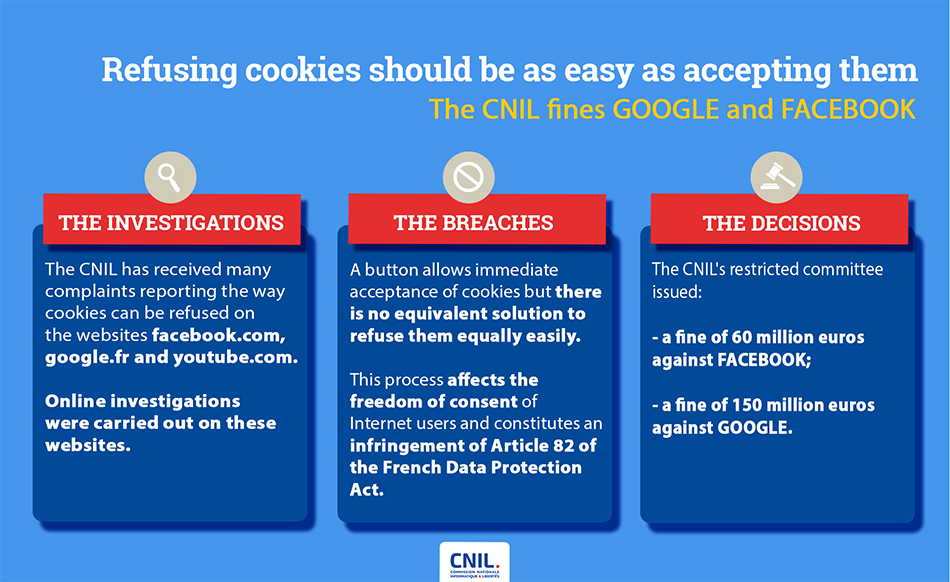 Refusing cookies should be as easy as accepting them
The CNIL fines GOOGLE and FACEBOOK
THE INVESTIGATIONS
The CNIL has received many
complaints reporting the way
cookies can be refused on
the websites facebook.com,
google.fr and youtube.com.
Online investigations
were carried out on these
websites.
THE BREACHES
A button allows immediate
acceptance of cookies but there
is no equivalent solution to
refuse them equally easily.
This process affects the
freedom of consent of
Internet users and constitutes an
infringement of Article 82 of
the French Data Protection
Act.
THE DECISIONS
The CNIL's restricted committee
issued:
- a fine of 60 million euros
against FACEBOOK;
- a fine of 150 million euros
against GOOGLE.
CNIL.
COMMISSION NATIONALE
INFORMATIQUE & LIBERTÉS